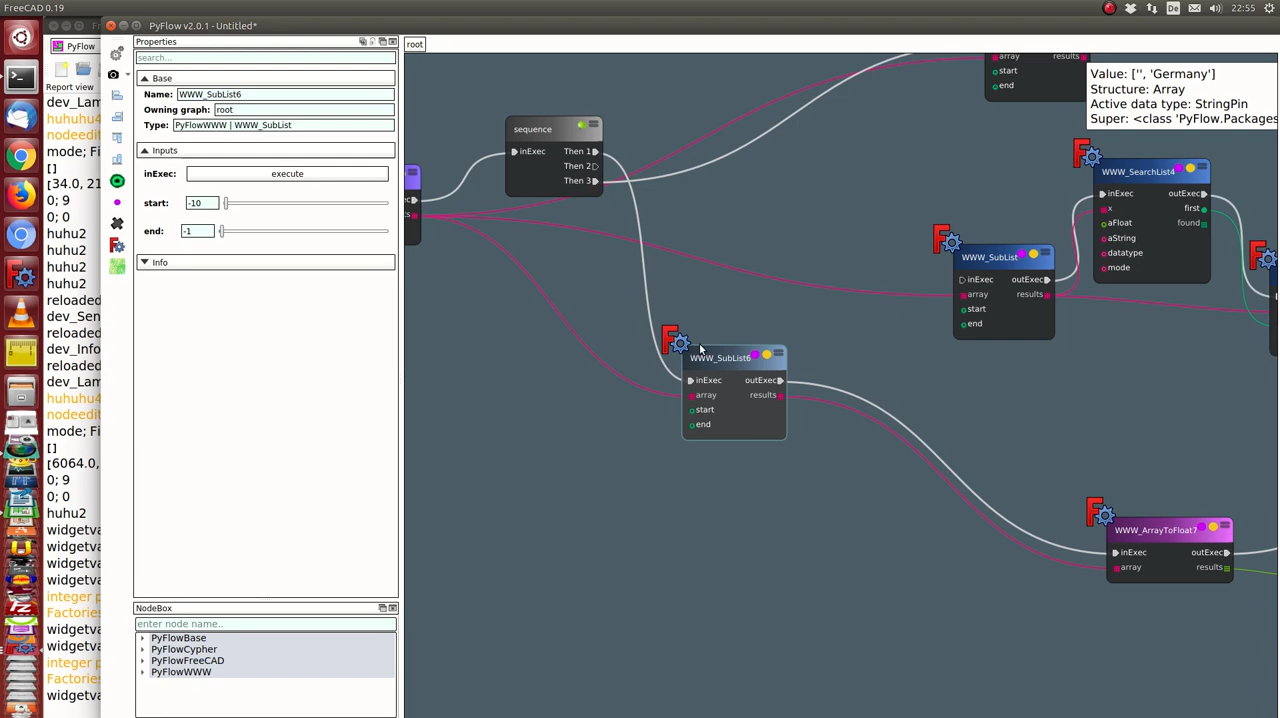 FreeCAD 0.19
De
22:55
PyFlow v2.0.1 - Untitled*
PyFlow
Report view
dev_Lam
huhuhu4
nodeedit
mode; Fi
[]
[34.0, 21
0; 9
0; 0
huhu2
huhu2
huhu2
huhu2
reloaded
dev_Sen
reloaded
dev_Info
reloaded
dev_Lam
huhuhu4
nodeedit
mode; Fi
[]
[6064.0,
0; 9
0; 0
huhu2
widgetva
widgetva
widgetva
widgetva
integer p
Factories
widgetva
widgetva
integer p
Factories
widgetva
Properties
search...
Base
Name: WWW_SubList6
Owning graph: root
Type: PyFlowWWW | WWW_SubList
Inputs
inExec: execute
start: -10
end: -1
Info
NodeBox
enter node name..
PyFlowBase
PyFlowCypher
PyFlowFreeCAD
PyFlowWWW
root
array results
start
end
Value: ['', 'Germany']
Structure: Array
Active data type: StringPin
Super: <class 'PyFlow.Packages
sequence
inExec Then 1
Then 2
Then 3
WWW_SearchList4
inExec outExec
x first
aFloat found
aString
datatype
mode
WWW_SubList
inExec outExec
array results
start
end
WWW_SubList6
inExec outExec
array results
start
end
WWW_ArrayToFloat7
inExec outExec
array results